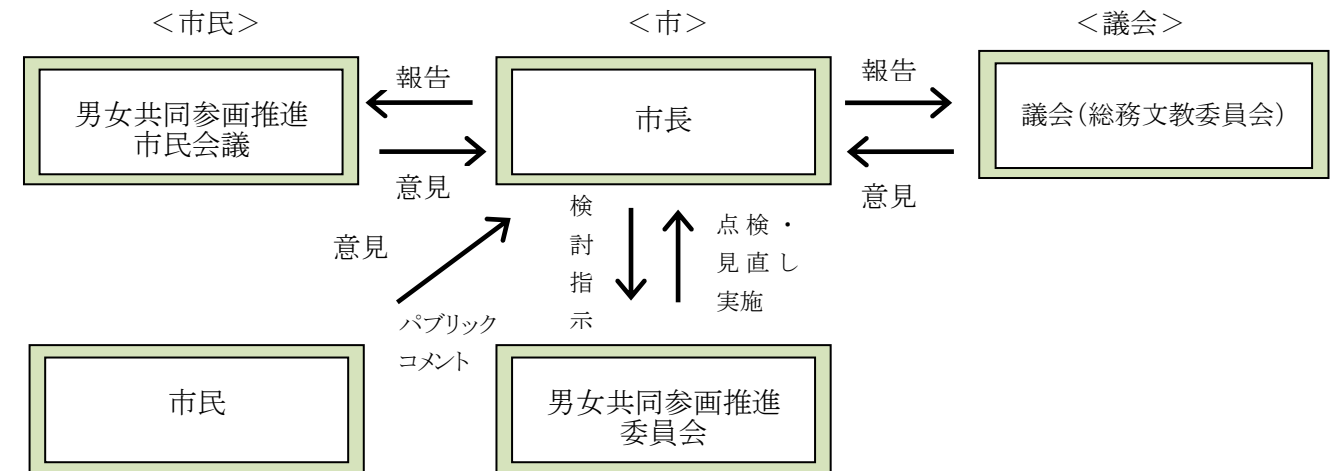 ＜市民＞
＜市＞
＜議会＞
男女共同参画推進
市民会議
報告
意見
市長
報告
意見
議会（総務文教委員会）
意見
パブリック
コメント
検討指示
点検・
見直し
実施
市民
男女共同参画推進
委員会